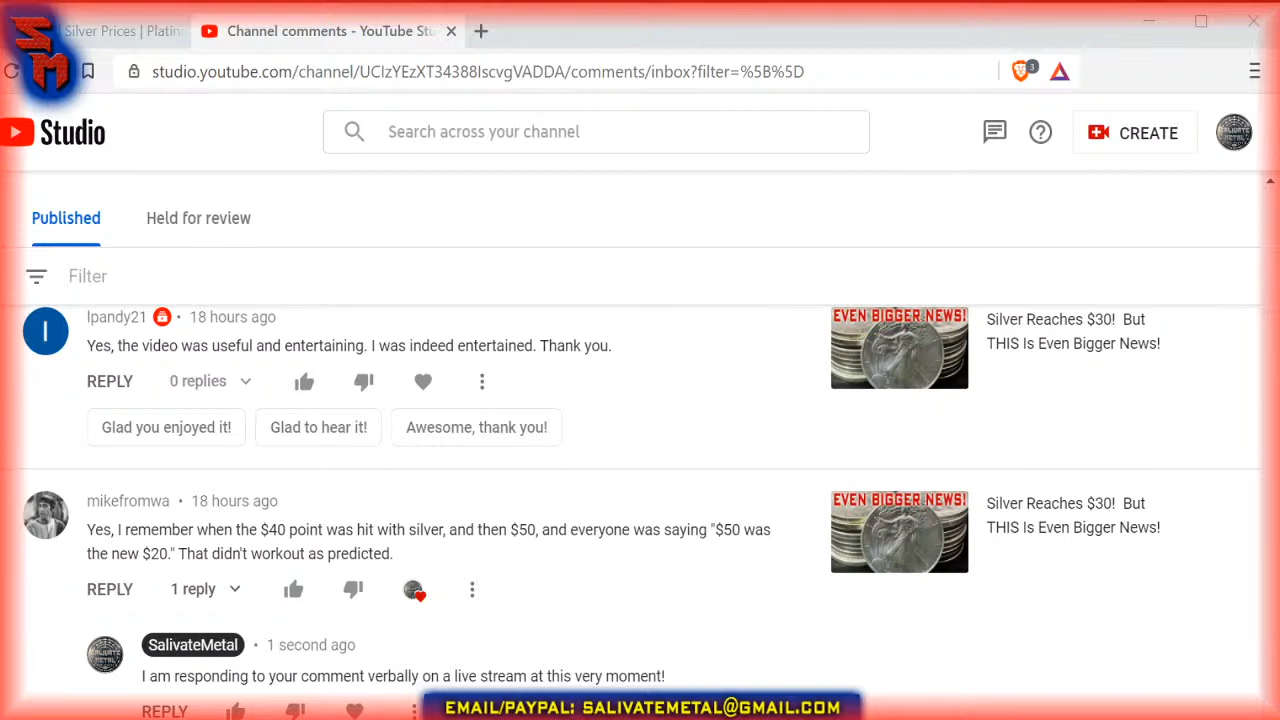 SM
Silver Prices | Platin
Channel comments - YouTube Stu
studio.youtube.com/channel/UCIzYEzXT34388IscvgVADDA/comments/inbox?filter=%5B%5D
3
Studio
Search across your channel
CREATE
SALIVATE METAL
Published
Held for review
Filter
I
Ipandy21 • 18 hours ago
Yes, the video was useful and entertaining. I was indeed entertained. Thank you.
REPLY
0 replies
Glad you enjoyed it!
Glad to hear it!
Awesome, thank you!
EVEN BIGGER NEWS!
Silver Reaches $30! But
THIS Is Even Bigger News!
mikefromwa • 18 hours ago
Yes, I remember when the $40 point was hit with silver, and then $50, and everyone was saying "$50 was
the new $20." That didn't workout as predicted.
REPLY
1 reply
EVEN BIGGER NEWS!
Silver Reaches $30! But
THIS Is Even Bigger News!
SALIVATE METAL
SalivateMetal • 1 second ago
I am responding to your comment verbally on a live stream at this very moment!
REPLY
EMAIL/PAYPAL: SALIVATEMETAL@GMAIL.COM